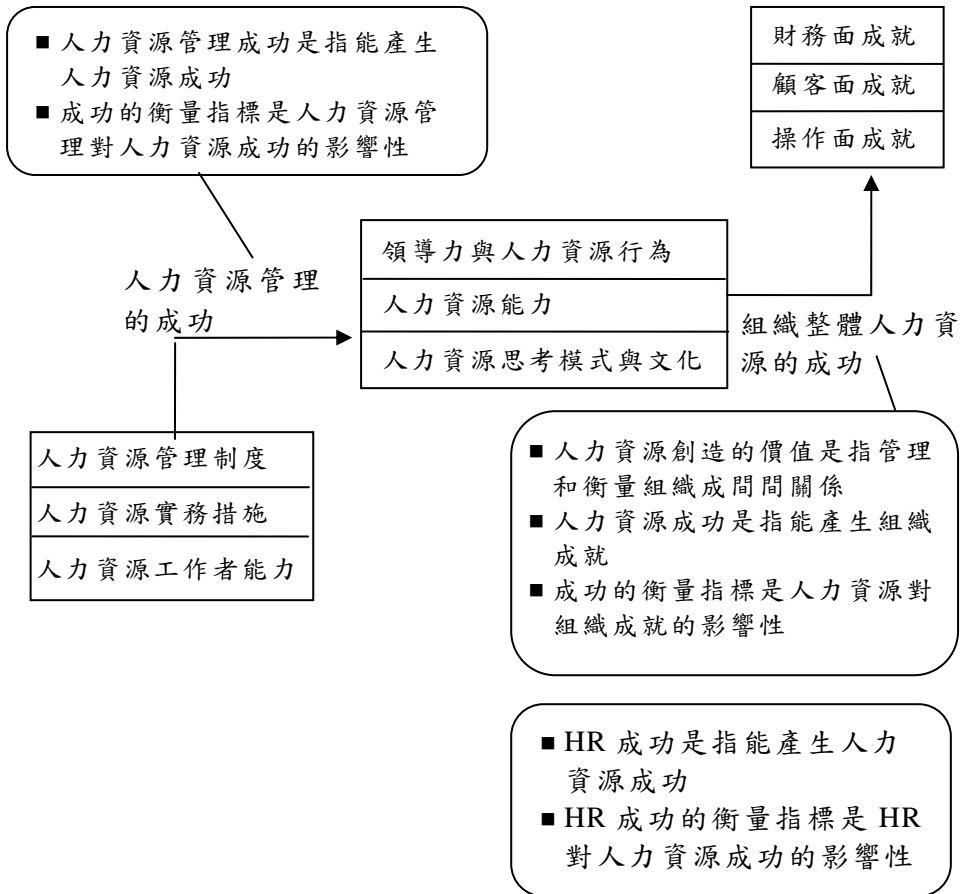 ■ 人力資源管理成功是指能產生
人力資源成功
■ 成功的衡量指標是人力資源管
理對人力資源成功的影響性
財務面成就
顧客面成就
操作面成就
人力資源管理
的成功
領導力與人力資源行為
人力資源能力
人力資源思考模式與文化
組織整體人力資
源的成功
人力資源管理制度
人力資源實務措施
人力資源工作者能力
■ 人力資源創造的價值是指管理
和衡量組織成間間關係
■ 人力資源成功是指能產生組織
成就
■ 成功的衡量指標是人力資源對
組織成就的影響性
■ HR 成功是指能產生人力
資源成功
■ HR 成功的衡量指標是 HR
對人力資源成功的影響性